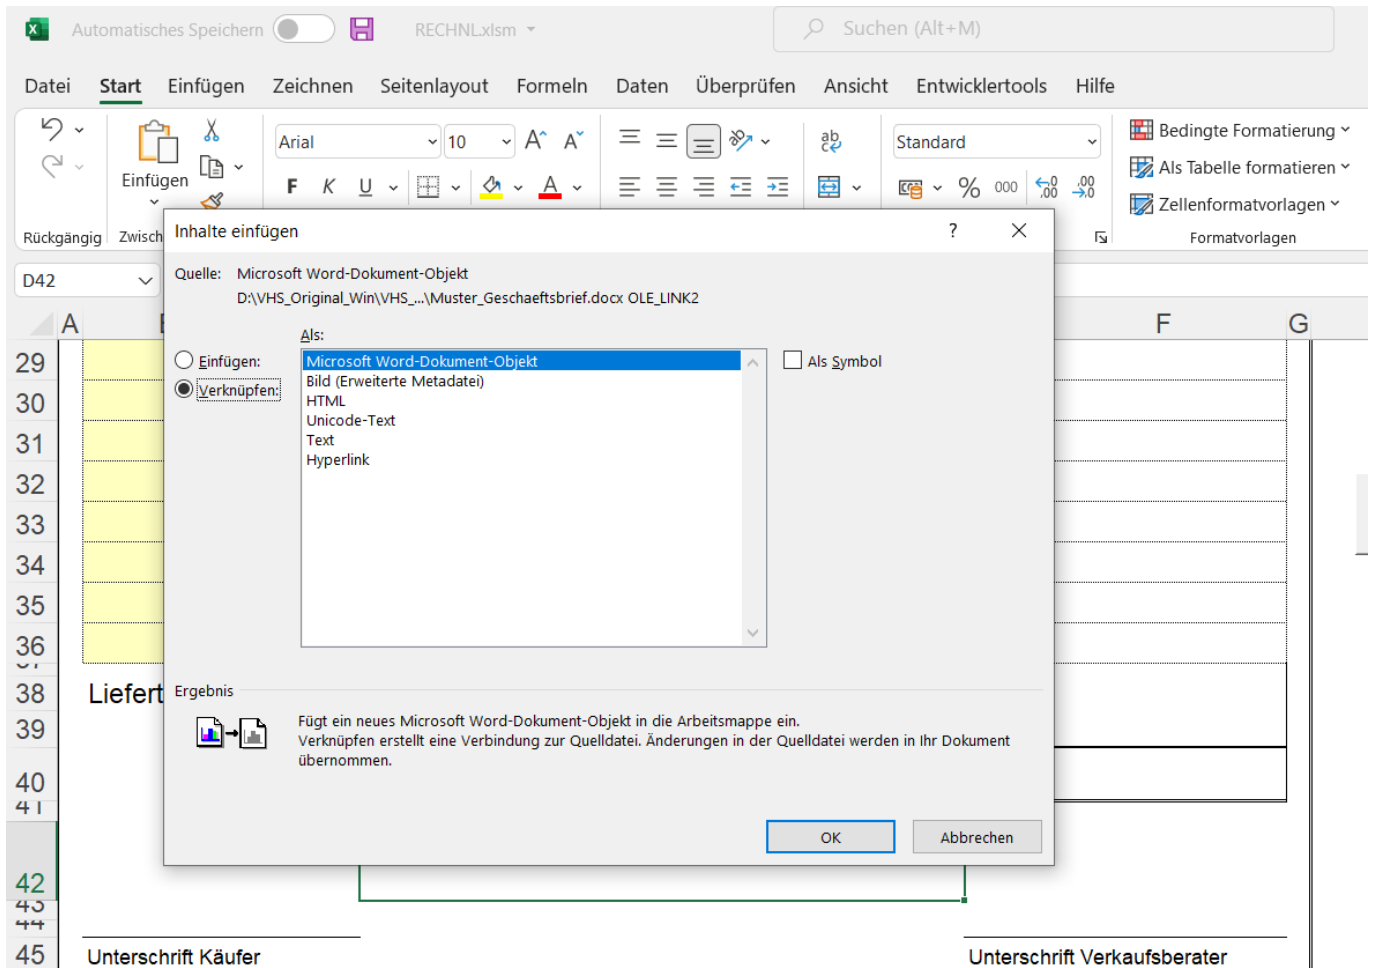 Automatisches Speichern RECHNL.xlsm Suchen (Alt+M)
Datei Start Einfügen Zeichnen Seitenlayout Formeln Daten Überprüfen Ansicht Entwicklertools Hilfe
Arial 10 A A ab Standard Bedingte Formatierung
Einfügen Als Tabelle formatieren
F K U A % 000 Zellenformatvorlagen
Rückgängig Zwisch Formatvorlagen
Inhalte einfügen ?
D42
Quelle: Microsoft Word-Dokument-Objekt
D:\VHS_Original_Win\VHS_...\Muster_Geschaeftsbrief.docx OLE_LINK2
A F G
Als:
29 Einfügen: Microsoft Word-Dokument-Objekt Als Symbol
Verknüpfen: Bild (Erweiterte Metadatei)
30 HTML
Unicode-Text
31 Text
Hyperlink
32
33
34
35
36
38 Liefert Ergebnis
39 Fügt ein neues Microsoft Word-Dokument-Objekt in die Arbeitsmappe ein.
Verknüpfen erstellt eine Verbindung zur Quelldatei. Änderungen in der Quelldatei werden in Ihr Dokument
übernommen.
40
41
OK Abbrechen
42
43
44
45 Unterschrift Käufer Unterschrift Verkaufsberater